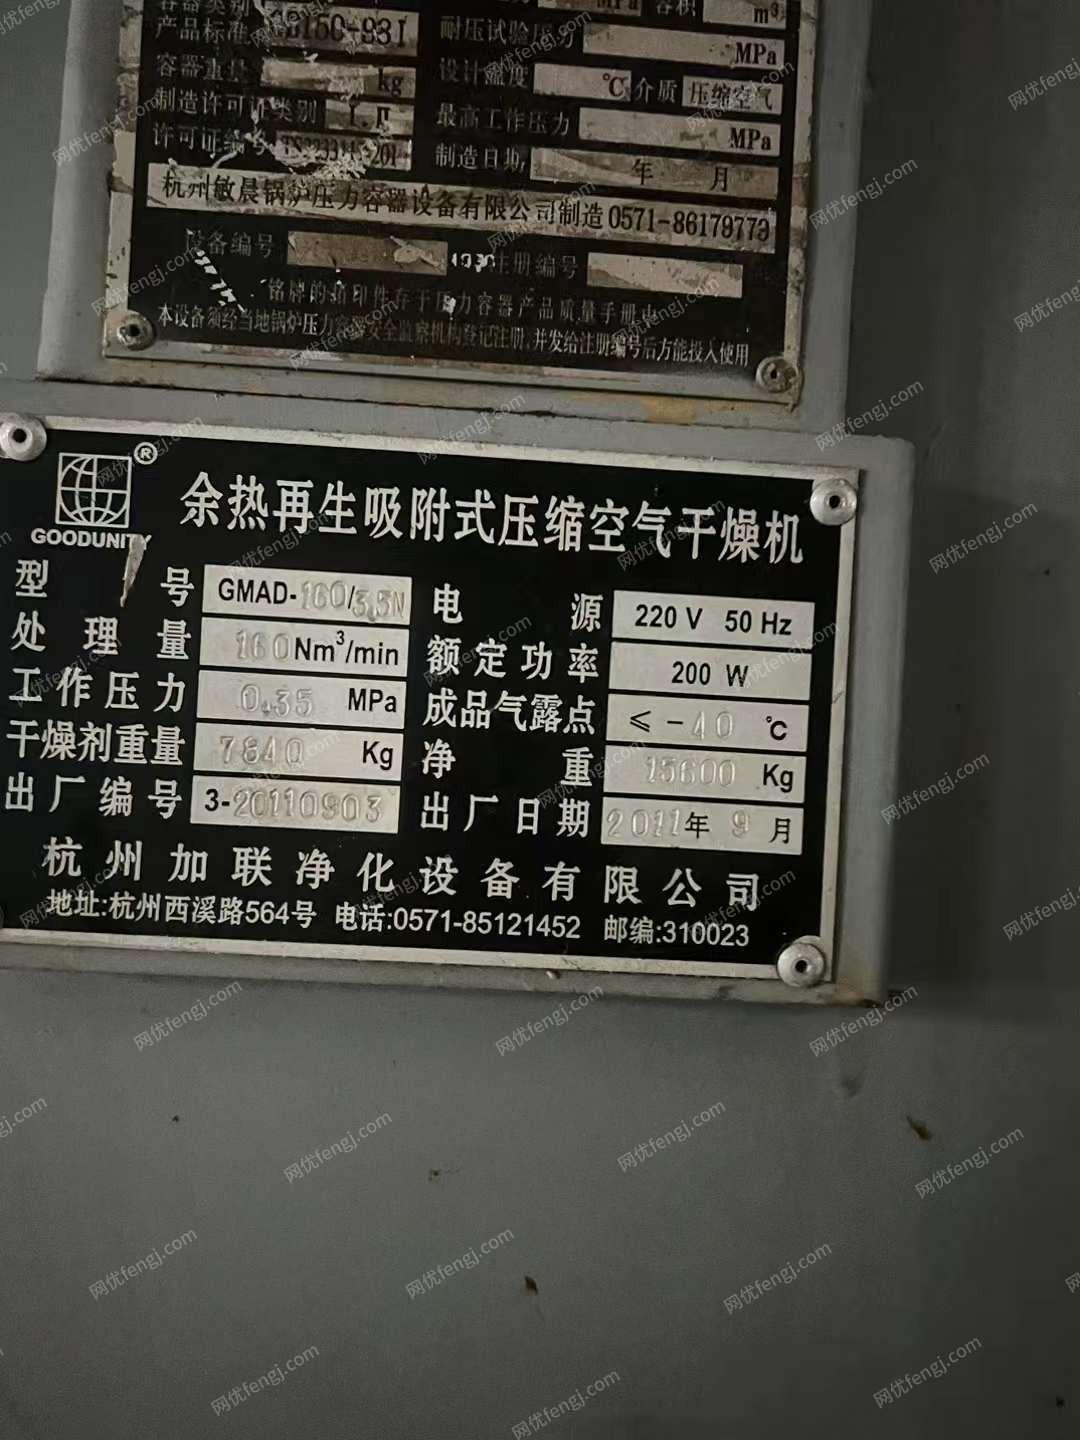 容器类别 MPa 容积 m³
产品标准 150-93J 耐压试验压力 MPa
容器重量 kg 设计温度 ℃ 介质 压缩空气
制造许可证类别 最高工作压力 MPa
许可证编号 制造日期 年 月
杭州敏晨锅炉压力容器设备有限公司制造 0571-86179773
设备编号 注册编号
铭牌的拓印件存于压力容器产品质量手册中
本设备须经当地锅炉压力容器安全监察机构登记注册,并发给注册编号后方能投入使用
GOODUNITY ®
余热再生吸附式压缩空气干燥机
型号 GMAD-160/3.5N 电源 220 V 50 Hz
处理量 160 Nm³/min 额定功率 200 W
工作压力 0.35 MPa 成品气露点 ≤ -40 ℃
干燥剂重量 7840 Kg 净重 15600 Kg
出厂编号 3-20110903 出厂日期 2011年 9 月
杭州加联净化设备有限公司
地址:杭州西溪路564号 电话:0571-85121452 邮编:310023
网优fengj.com